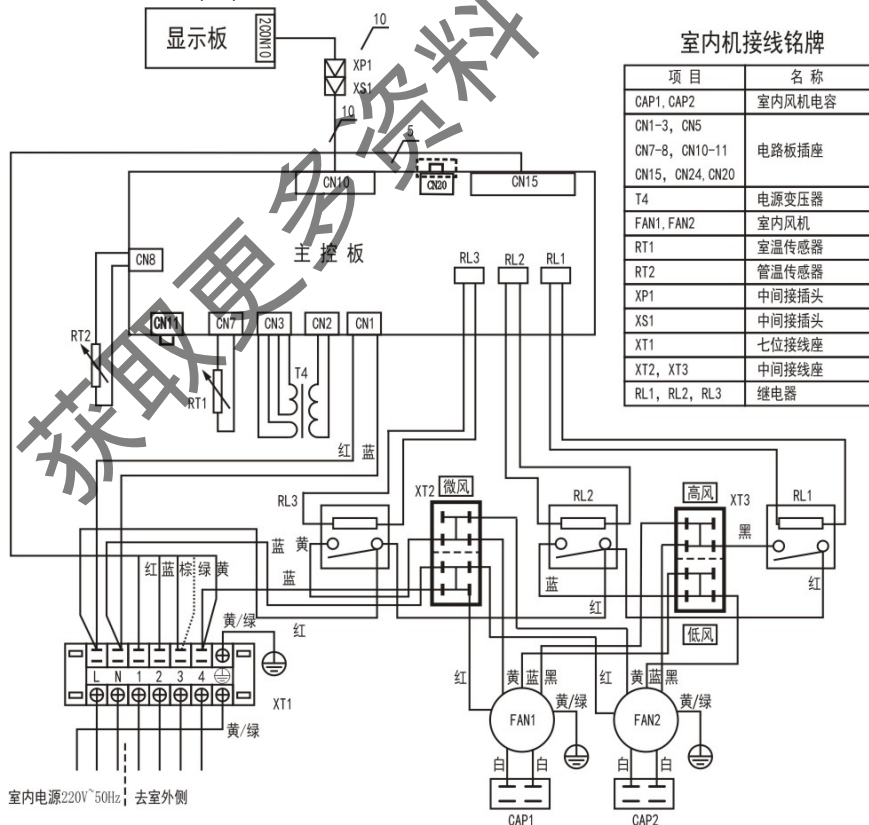 显示板
20CN10
10
XP1
XS1
10
5
获取更多资料
CN10
CN20
CN15
主控板
CN8
RL3
RL2
RL1
CN11
CN7
CN3
CN2
CN1
RT2
RT1
T4
红
蓝
室内机接线铭牌
项目 名称
CAP1,CAP2 室内风机电容
CN1-3, CN5
CN7-8, CN10-11 电路板插座
CN15, CN24,CN20
T4 电源变压器
FAN1,FAN2 室内风机
RT1 室温传感器
RT2 管温传感器
XP1 中间接插头
XS1 中间接插头
XT1 七位接线座
XT2, XT3 中间接线座
RL1, RL2, RL3 继电器
RL3
XT2
微风
RL2
高风
XT3
RL1
蓝
黄
黑
红蓝棕绿黄
蓝
蓝
红
红
黄/绿
红
低风
L N 1 2 3 4
XT1
黄/绿
红
黄蓝黑
红
黄蓝黑
FAN1
黄/绿
FAN2
黄/绿
白
白
白
白
CAP1
CAP2
室内电源220V~50Hz
去室外侧